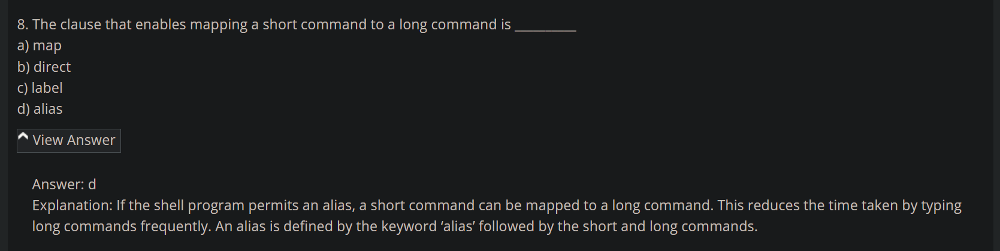 8. The clause that enables mapping a short command to a long command is __________
a) map
b) direct
c) label
d) alias
View Answer
Answer: d
Explanation: If the shell program permits an alias, a short command can be mapped to a long command. This reduces the time taken by typing
long commands frequently. An alias is defined by the keyword ‘alias’ followed by the short and long commands.